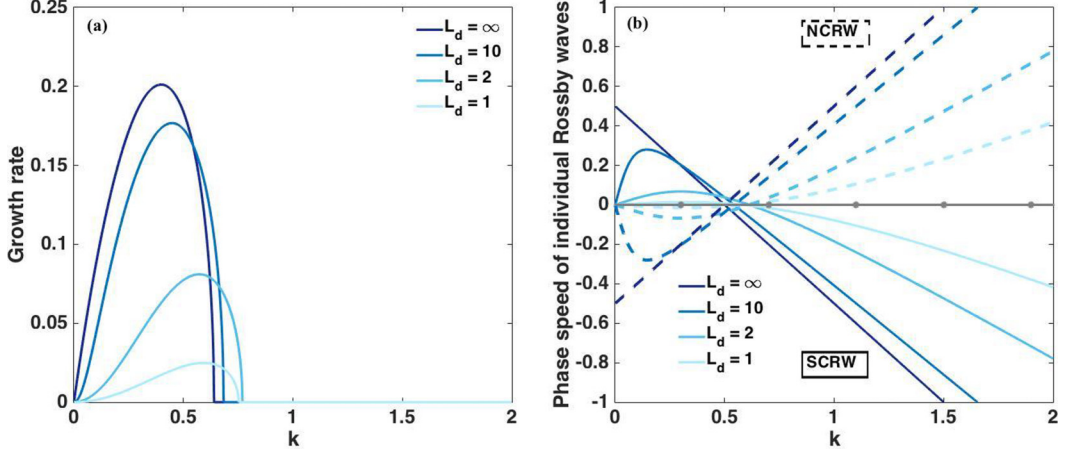 (a)
L_d = ∞
L_d = 10
L_d = 2
L_d = 1
Growth rate
0.25
0.2
0.15
0.1
0.05
0
0 0.5 1 1.5 2
k
(b)
NCRW
Phase speed of individual Rossby waves
1
0.8
0.6
0.4
0.2
0
-0.2
-0.4
-0.6
-0.8
-1
L_d = ∞
L_d = 10
L_d = 2
L_d = 1
SCRW
0 0.5 1 1.5 2
k